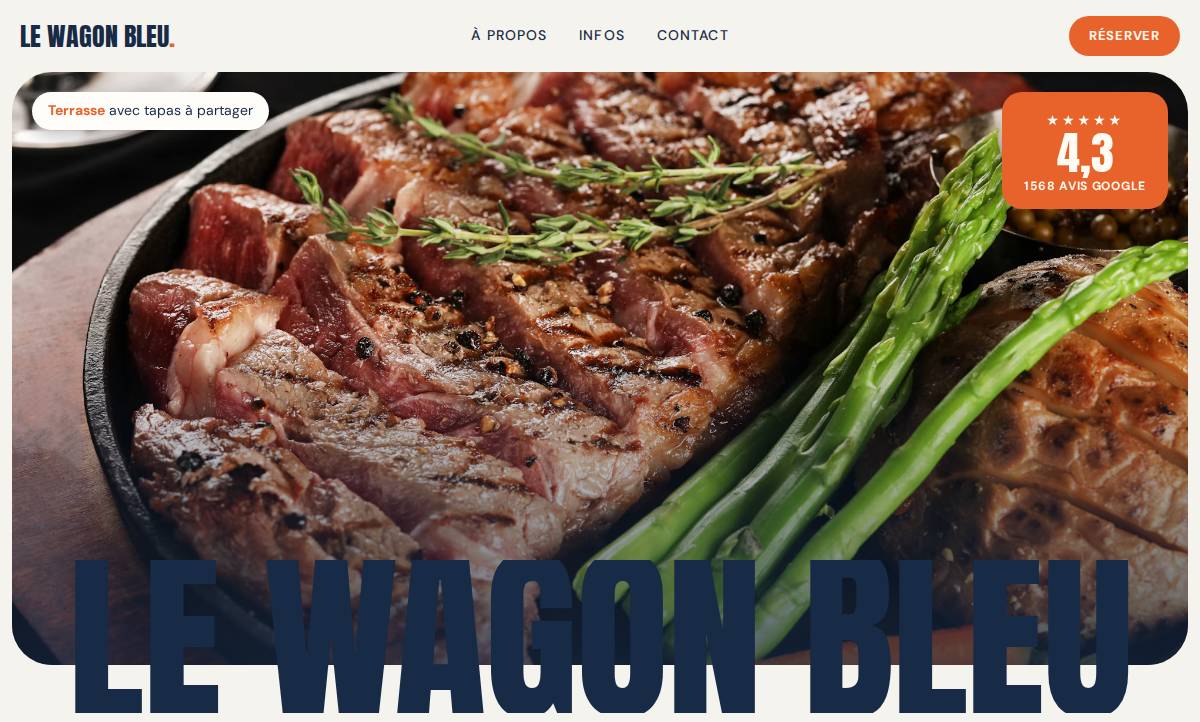 LE WAGON BLEU.
À PROPOS
INFOS
CONTACT
RÉSERVER
Terrasse avec tapas à partager
★★★★★
4,3
1568 AVIS GOOGLE
LE WAGON BLEU